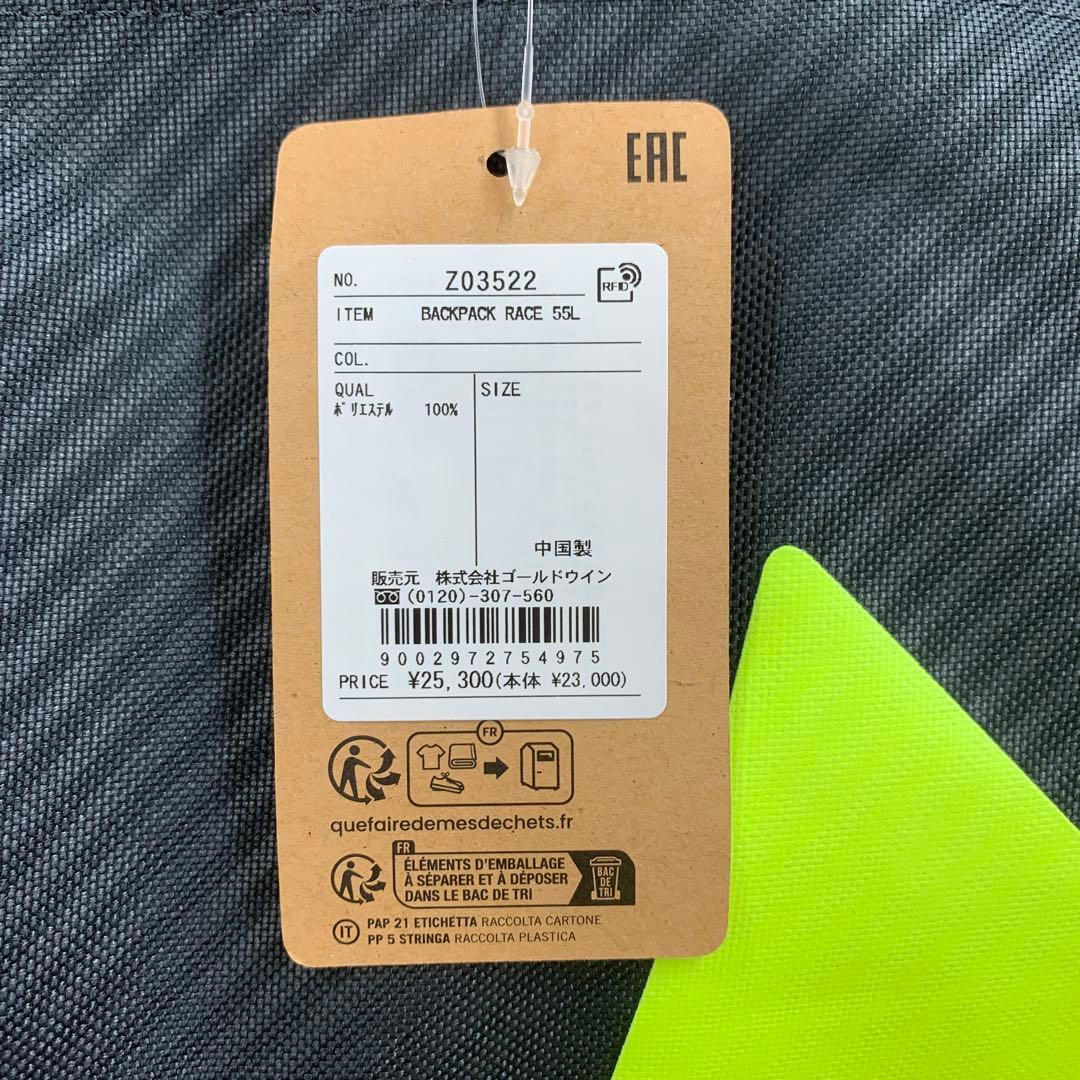 EAC
NO. Z03522
RFID
ITEM BACKPACK RACE 55L
COL.
QUAL SIZE
ﾎﾟﾘｴｽﾃﾙ 100%
中国製
販売元 株式会社ゴールドウイン
(0120)-307-560
9002972754975
PRICE ¥25,300(本体 ¥23,000)
FR
quefairedemesdechets.fr
FR
ÉLÉMENTS D'EMBALLAGE
À SÉPARER ET À DÉPOSER
DANS LE BAC DE TRI
BAC
DE
TRI
IT
PAP 21 ETICHETTA RACCOLTA CARTONE
PP 5 STRINGA RACCOLTA PLASTICA